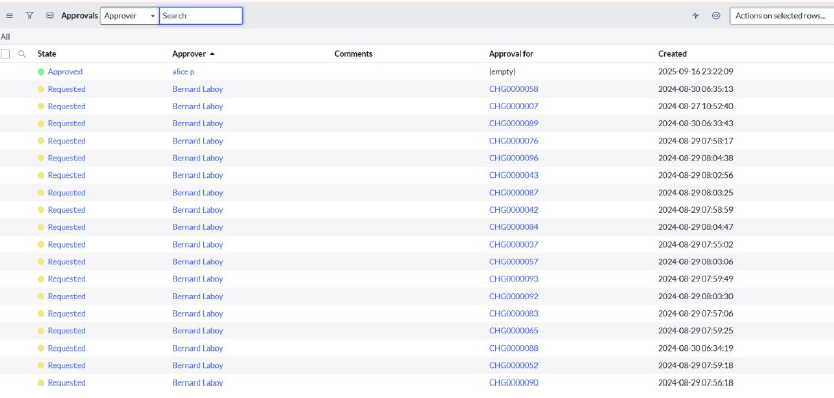 Approvals Approver Search Actions on selected rows...
All
State Approver Comments Approval for Created
Approved alice p (empty) 2025-09-16 23:22:09
Requested Bernard Laboy CHG0000058 2024-08-30 06:35:13
Requested Bernard Laboy CHG0000007 2024-08-27 10:52:40
Requested Bernard Laboy CHG0000089 2024-08-30 06:33:43
Requested Bernard Laboy CHG0000076 2024-08-29 07:58:17
Requested Bernard Laboy CHG0000096 2024-08-29 08:04:38
Requested Bernard Laboy CHG0000043 2024-08-29 08:02:56
Requested Bernard Laboy CHG0000087 2024-08-29 08:03:25
Requested Bernard Laboy CHG0000042 2024-08-29 07:58:59
Requested Bernard Laboy CHG0000084 2024-08-29 08:04:47
Requested Bernard Laboy CHG0000037 2024-08-29 07:55:02
Requested Bernard Laboy CHG0000057 2024-08-29 08:03:06
Requested Bernard Laboy CHG0000093 2024-08-29 07:59:49
Requested Bernard Laboy CHG0000092 2024-08-29 08:03:30
Requested Bernard Laboy CHG0000083 2024-08-29 07:57:06
Requested Bernard Laboy CHG0000065 2024-08-29 07:59:25
Requested Bernard Laboy CHG0000088 2024-08-30 06:34:19
Requested Bernard Laboy CHG0000052 2024-08-29 07:59:18
Requested Bernard Laboy CHG0000090 2024-08-29 07:56:18